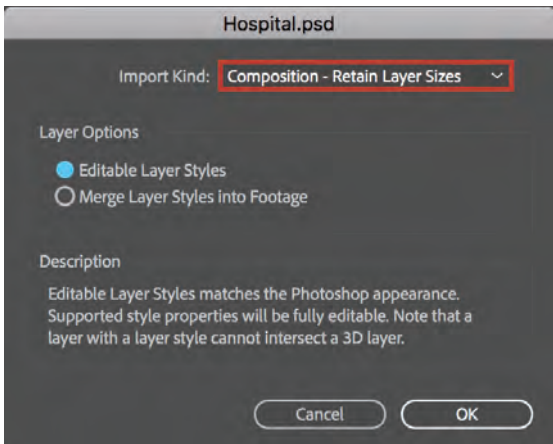 Hospital.psd
Import Kind: Composition - Retain Layer Sizes
Layer Options
Editable Layer Styles
Merge Layer Styles into Footage
Description
Editable Layer Styles matches the Photoshop appearance.
Supported style properties will be fully editable. Note that a
layer with a layer style cannot intersect a 3D layer.
Cancel OK